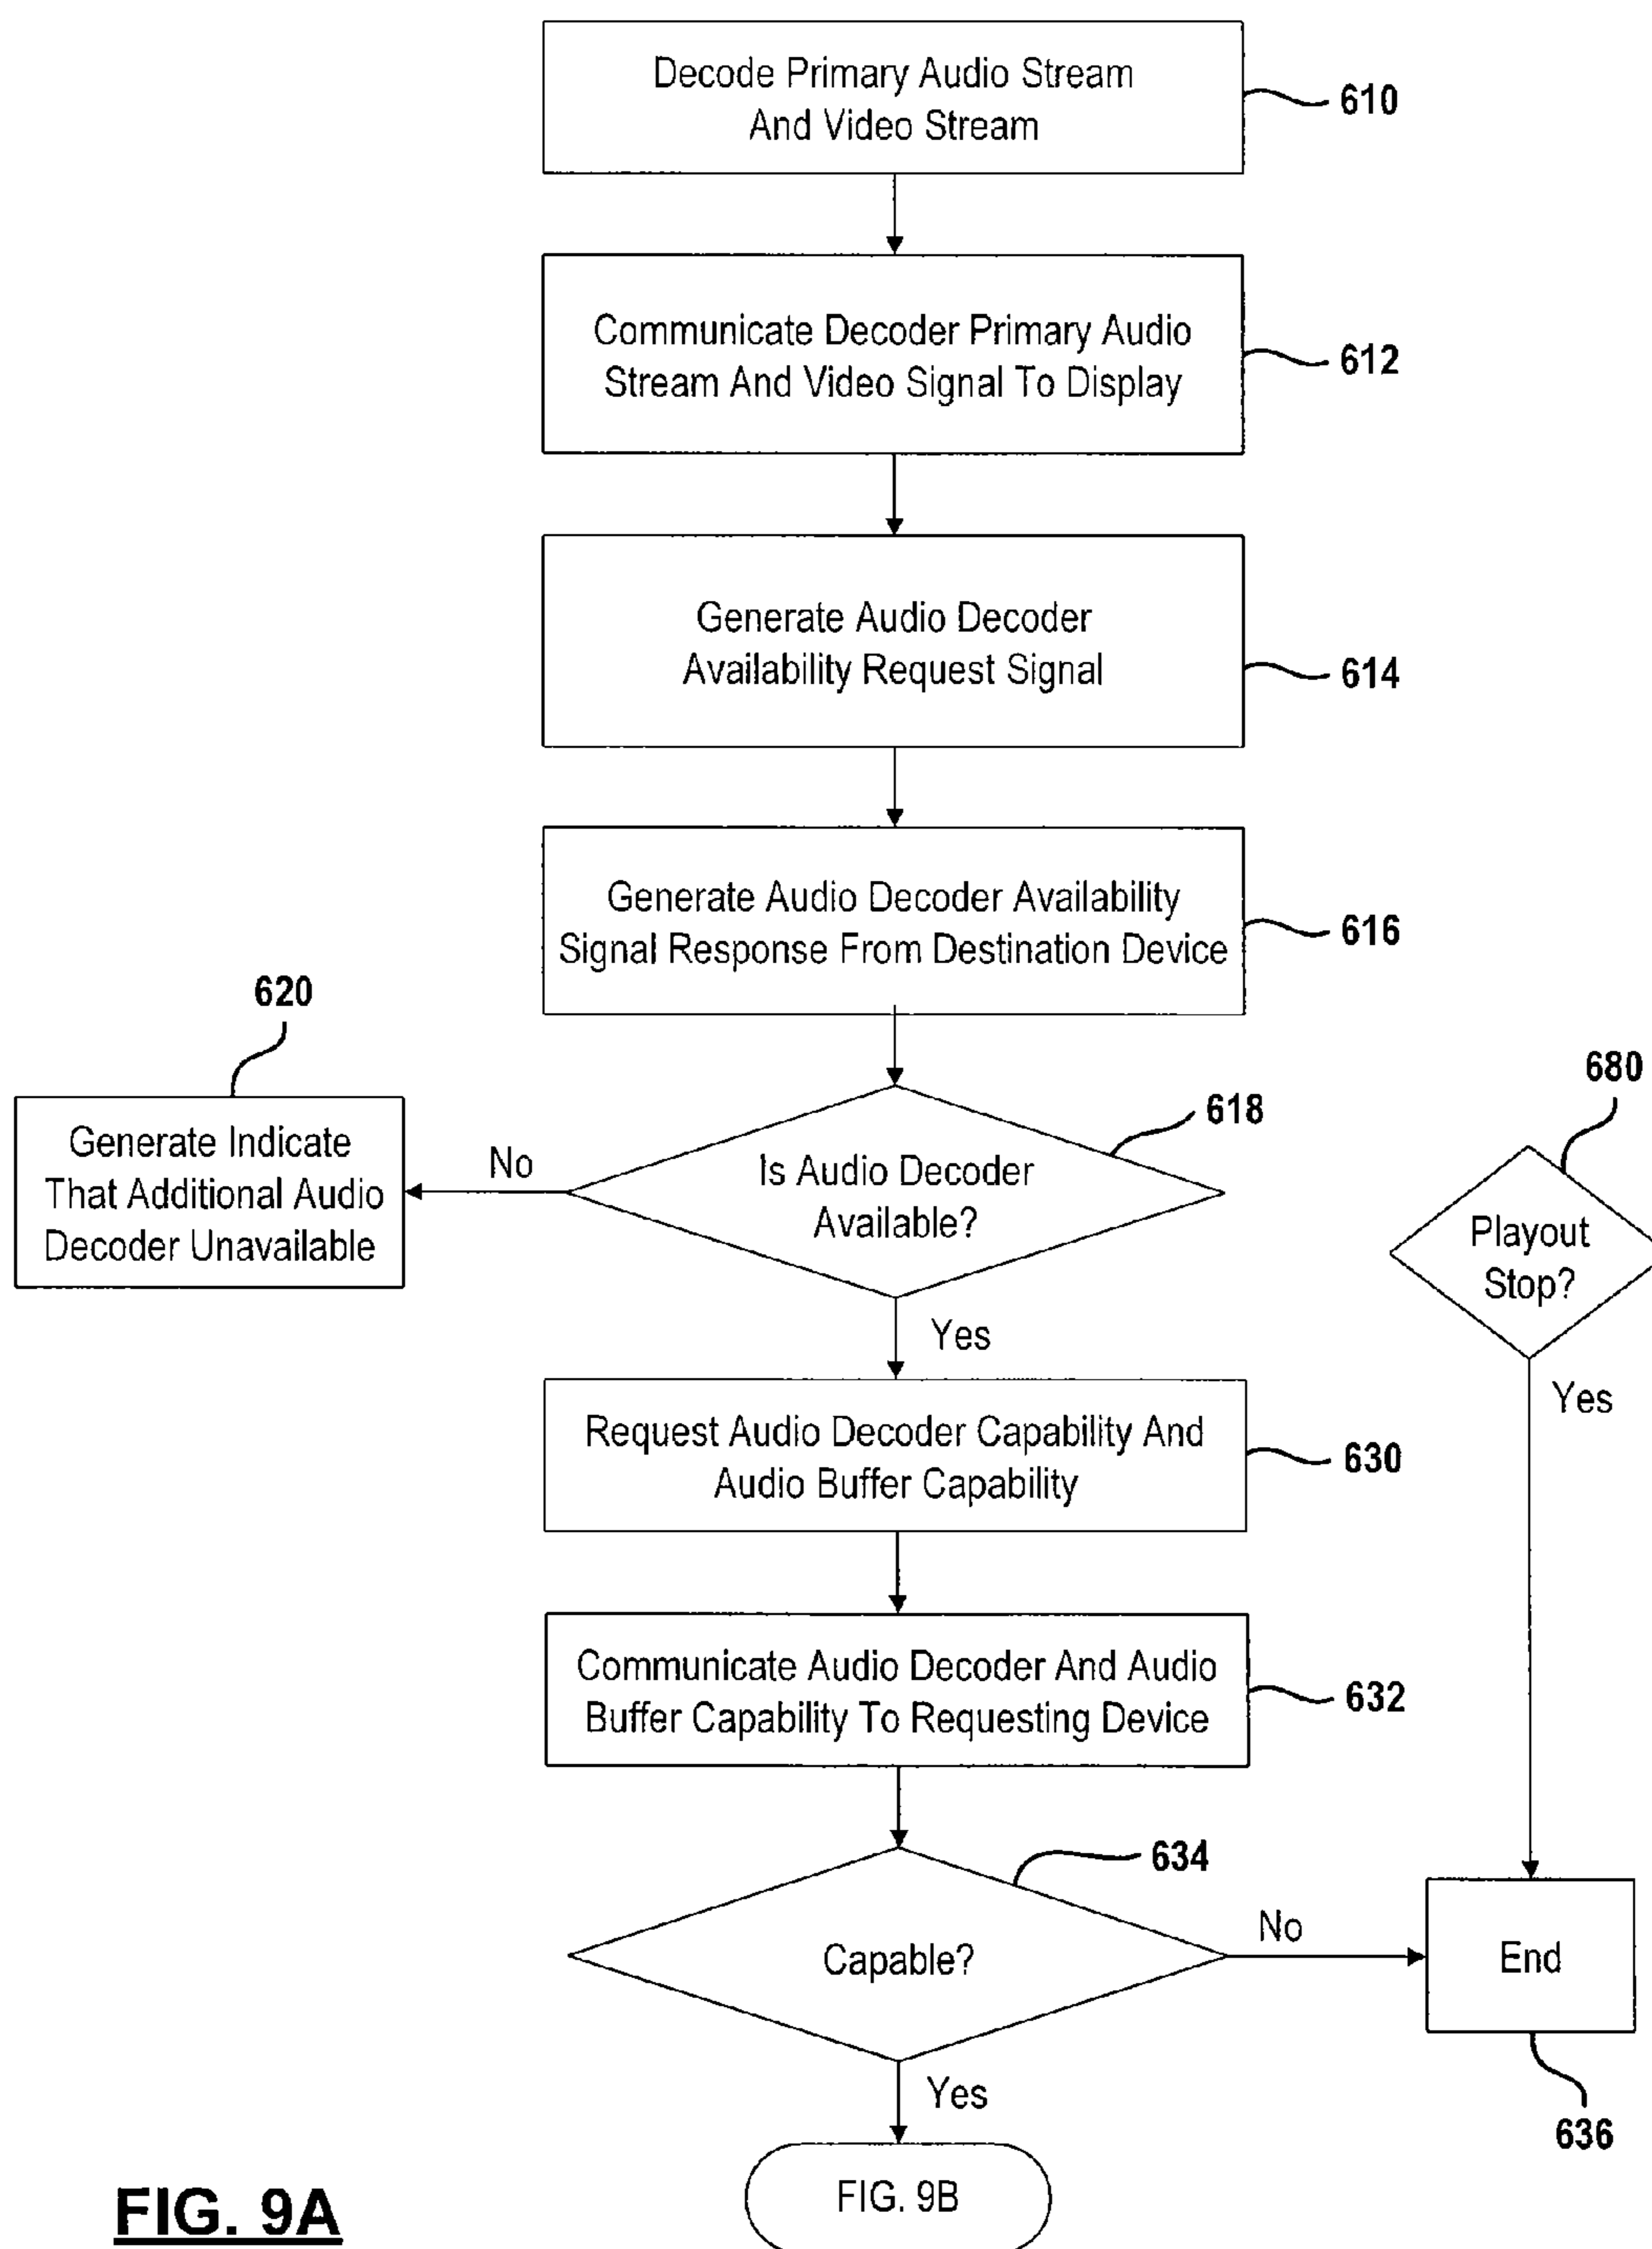 Decode Primary Audio Stream
And Video Stream
610
Communicate Decoder Primary Audio
Stream And Video Signal To Display
612
Generate Audio Decoder
Availability Request Signal
614
Generate Audio Decoder Availability
Signal Response From Destination Device
616
620
Generate Indicate
That Additional Audio
Decoder Unavailable
No
Is Audio Decoder
Available?
618
680
Playout
Stop?
Yes
Yes
Request Audio Decoder Capability And
Audio Buffer Capability
630
Communicate Audio Decoder And Audio
Buffer Capability To Requesting Device
632
634
Capable?
No
End
636
Yes
FIG. 9B
FIG. 9A